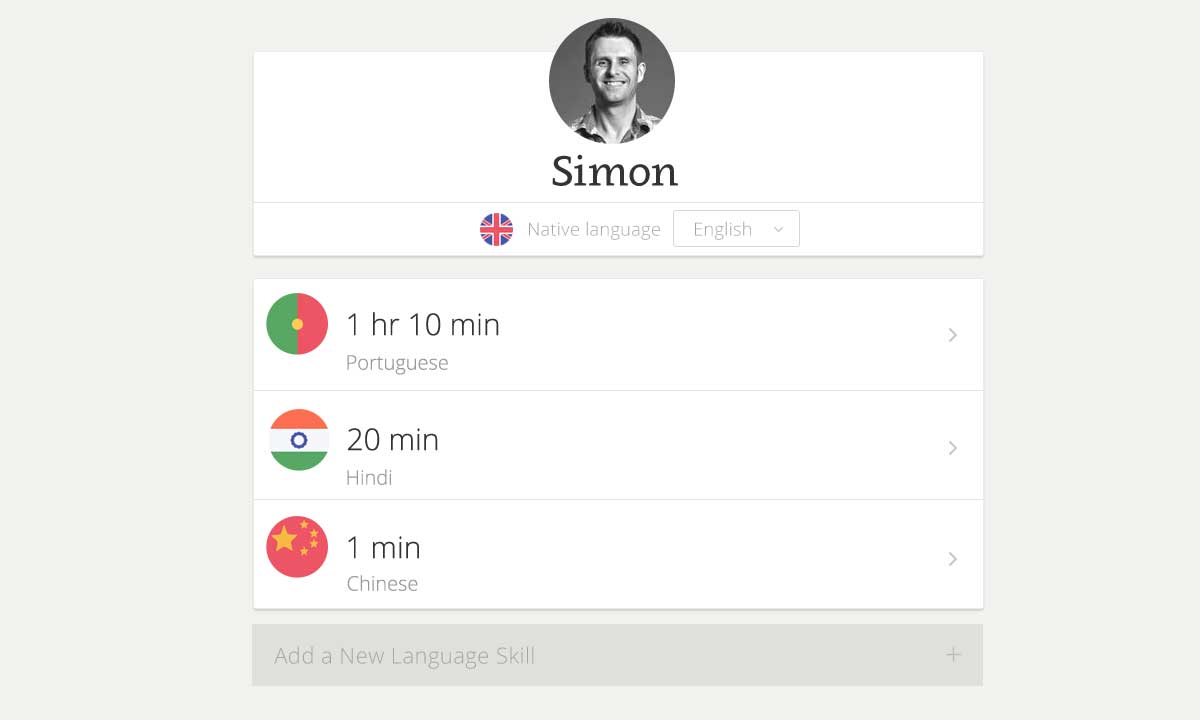 Simon
Native language English
1 hr 10 min
Portuguese
20 min
Hindi
1 min
Chinese
Add a New Language Skill +